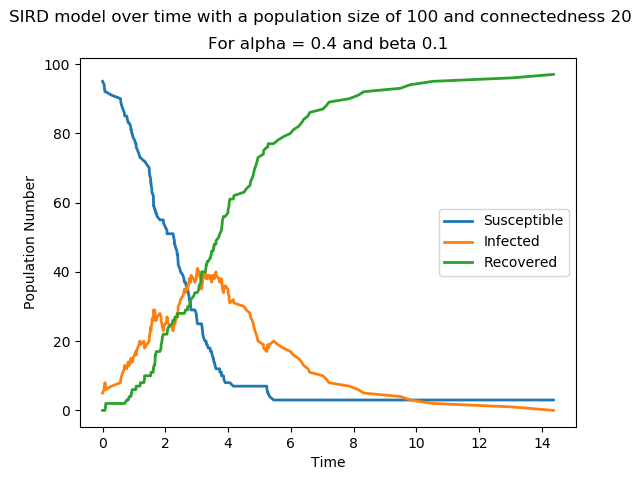 SIRD model over time with a population size of 100 and connectedness 20
For alpha = 0.4 and beta 0.1
100
80
60
40
20
0
Population Number
Susceptible
Infected
Recovered
0 2 4 6 8 10 12 14
Time